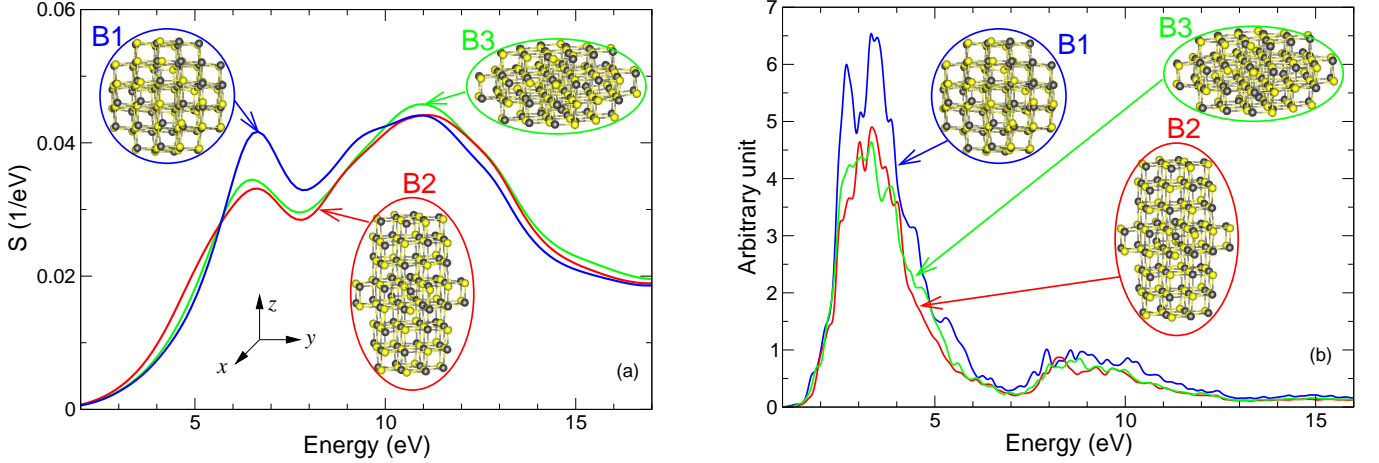 0.06
B1
B3
0.04
B2
S (1/eV)
0.02
z
y
x
(a)
0
5
10
15
Energy (eV)
7
B1
B3
6
5
B2
4
Arbitrary unit
3
2
1
(b)
0
5
10
15
Energy (eV)